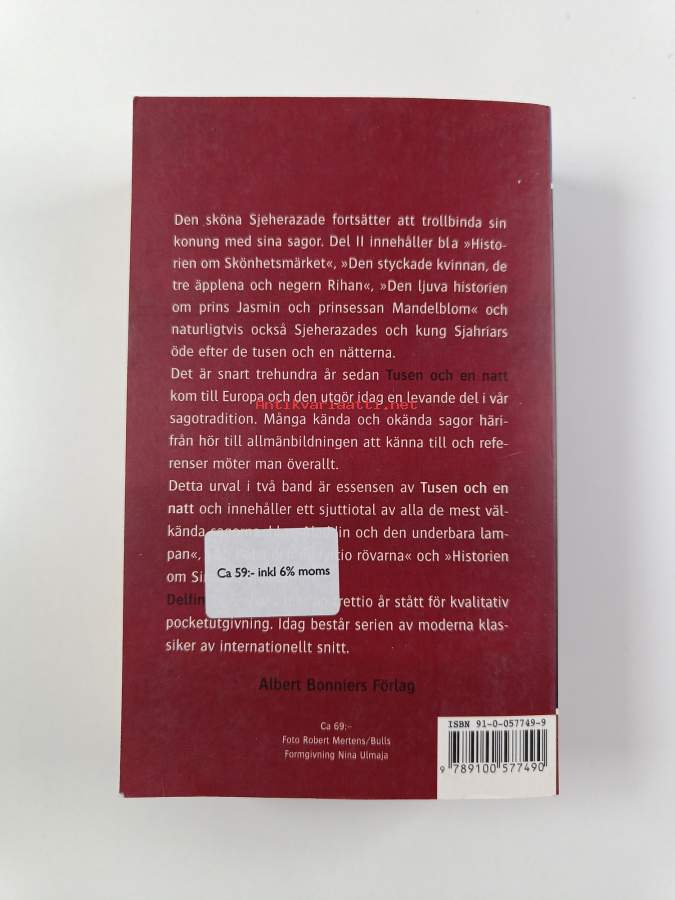 Den sköna Sjeherazade fortsätter att trollbinda sin
konung med sina sagor. Del II innehåller bl a »Histo-
rien om Skönhetsmärket«, »Den styckade kvinnan, de
tre äpplena och negern Rihan«, »Den ljuva historien
om prins Jasmin och prinsessan Mandelblom« och
naturligtvis också Sjeherazades och kung Sjahriars
öde efter de tusen och en nätterna.
Det är snart trehundra år sedan Tusen och en natt
kom till Europa och den utgör idag en levande del i vår
Antikvariaatti.net
sagotradition. Många kända och okända sagor häri-
från hör till allmänbildningen att känna till och refe-
renser möter man överallt.
Detta urval i två band är essensen av Tusen och en
natt och innehåller ett sjuttiotal av alla de mest väl-
kända och den underbara lam-
pan«, rövarna« och »Historien
om
Ca 59:- inkl 6% moms
år stått för kvalitativ
pocketutgivning. Idag består serien av moderna klas-
siker av internationellt snitt.
Albert Bonniers Förlag
Ca 69:-
Foto Robert Mertens/Bulls
Formgivning Nina Ulmaja
ISBN 91-0-057749-9
9 789100 577490